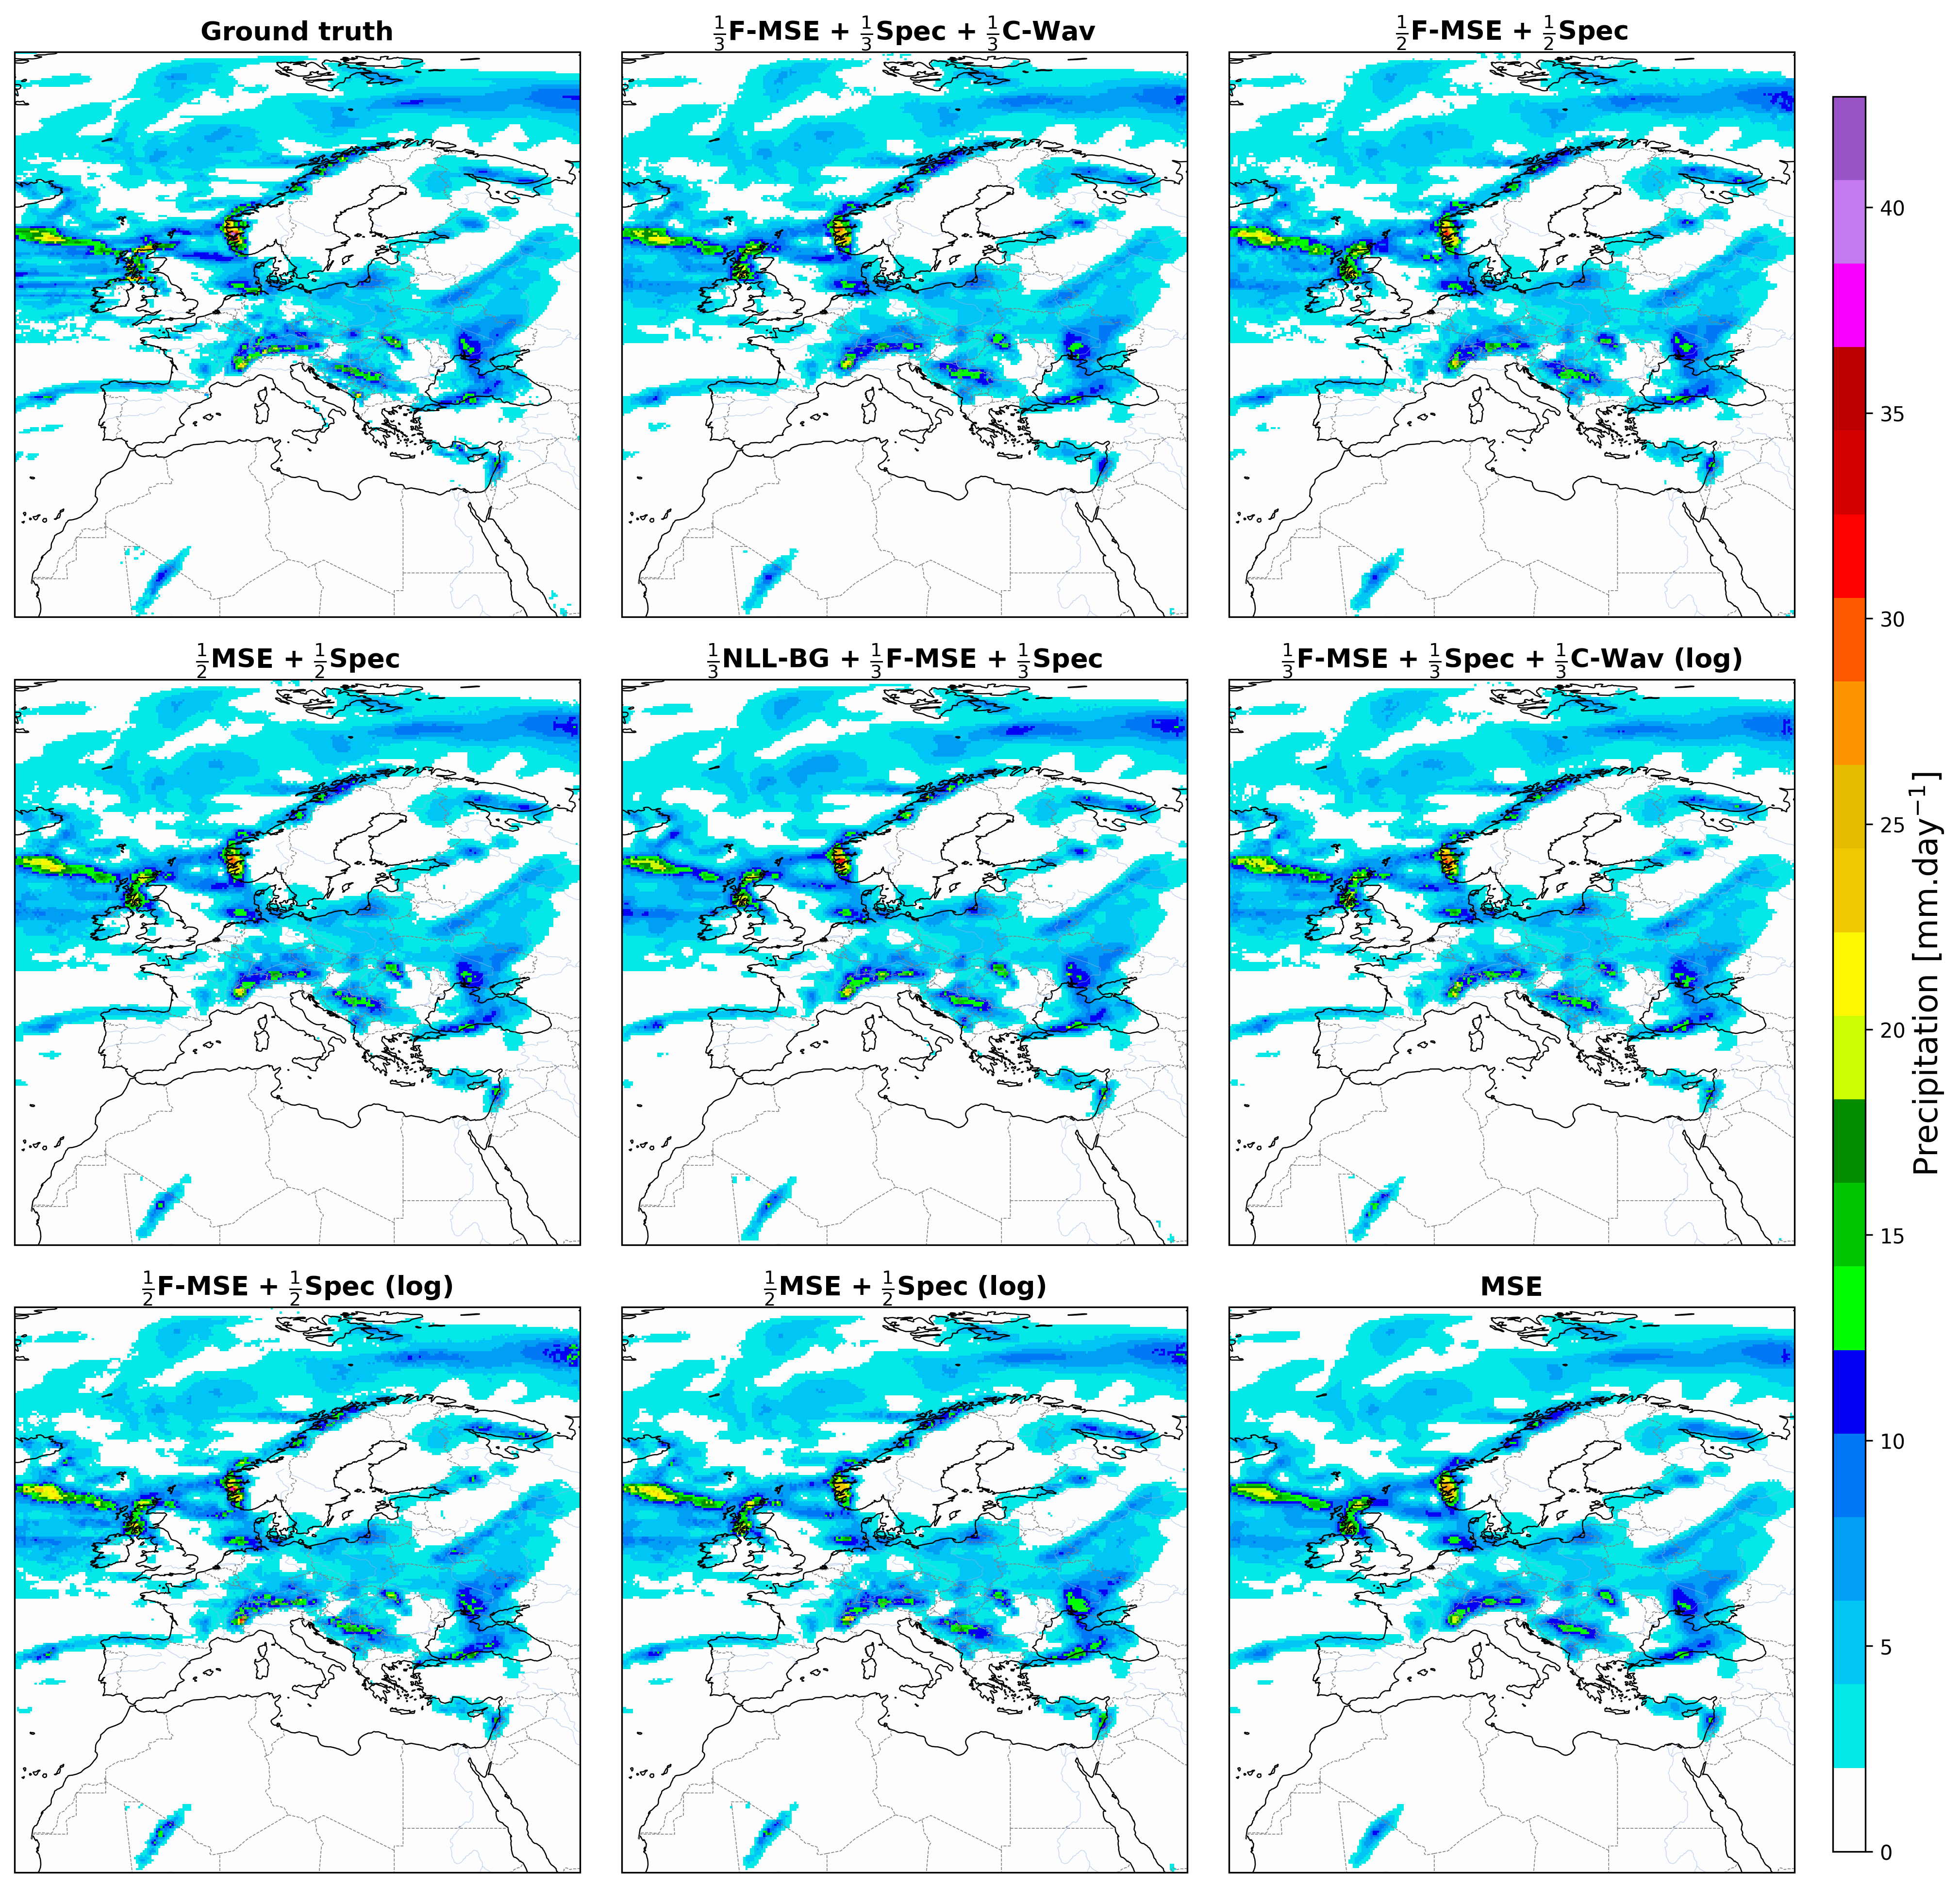 Ground truth
1/3F-MSE + 1/3Spec + 1/3C-Wav
1/2F-MSE + 1/2Spec
1/2MSE + 1/2Spec
1/3NLL-BG + 1/3F-MSE + 1/3Spec
1/3F-MSE + 1/3Spec + 1/3C-Wav (log)
1/2F-MSE + 1/2Spec (log)
1/2MSE + 1/2Spec (log)
MSE
40
35
30
25
20
15
10
5
0
Precipitation [mm.day⁻¹]